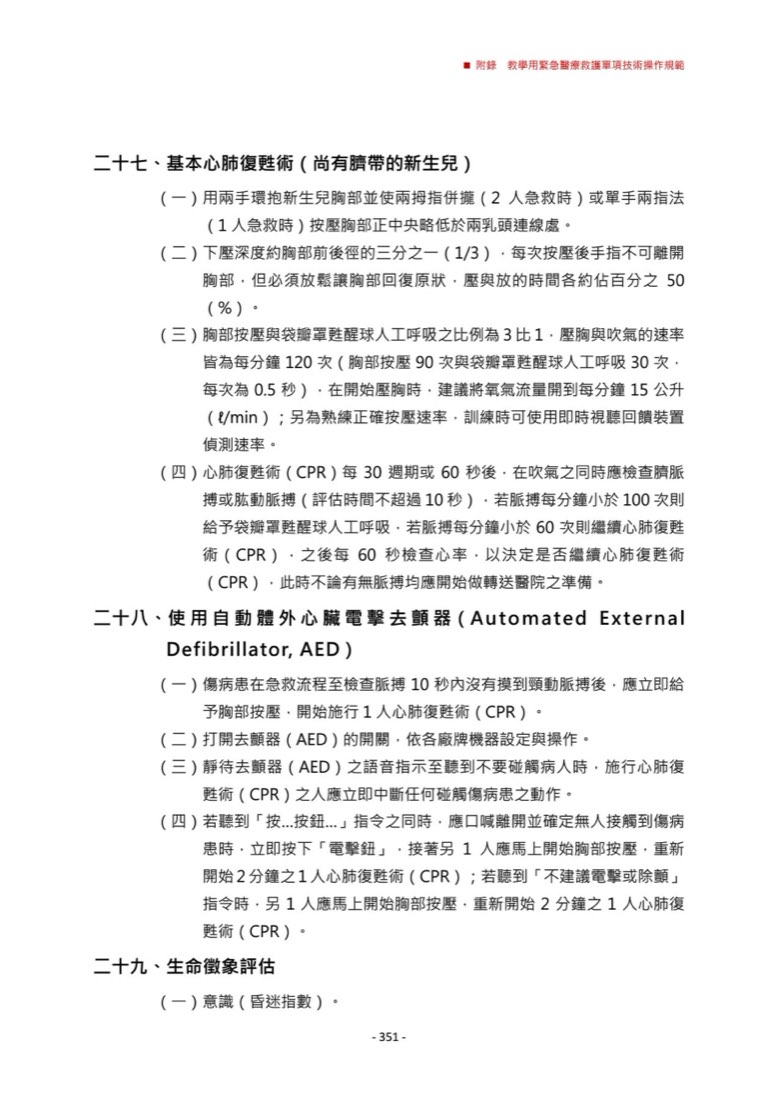 ■ 附錄　教學用緊急醫療救護單項技術操作規範
二十七、基本心肺復甦術（尚有臍帶的新生兒）
（一）用兩手環抱新生兒胸部並使兩拇指併攏（2 人急救時）或單手兩指法
（1 人急救時）按壓胸部正中央略低於兩乳頭連線處。
（二）下壓深度約胸部前後徑的三分之一（1/3），每次按壓後手指不可離開
胸部，但必須放鬆讓胸部回復原狀，壓與放的時間各約佔百分之 50
（%）。
（三）胸部按壓與袋瓣罩甦醒球人工呼吸之比例為 3 比 1，壓胸與吹氣的速率
皆為每分鐘 120 次（胸部按壓 90 次與袋瓣罩甦醒球人工呼吸 30 次，
每次為 0.5 秒），在開始壓胸時，建議將氧氣流量開到每分鐘 15 公升
（ℓ/min）；另為熟練正確按壓速率，訓練時可使用即時視聽回饋裝置
偵測速率。
（四）心肺復甦術（CPR）每 30 週期或 60 秒後，在吹氣之同時應檢查臍脈
搏或肱動脈搏（評估時間不超過 10 秒），若脈搏每分鐘小於 100 次則
給予袋瓣罩甦醒球人工呼吸，若脈搏每分鐘小於 60 次則繼續心肺復甦
術（CPR），之後每 60 秒檢查心率，以決定是否繼續心肺復甦術
（CPR），此時不論有無脈搏均應開始做轉送醫院之準備。
二十八、使用自動體外心臟電擊去顫器（Automated External
Defibrillator, AED）
（一）傷病患在急救流程至檢查脈搏 10 秒內沒有摸到頸動脈搏後，應立即給
予胸部按壓，開始施行 1 人心肺復甦術（CPR）。
（二）打開去顫器（AED）的開關，依各廠牌機器設定與操作。
（三）靜待去顫器（AED）之語音指示至聽到不要碰觸病人時，施行心肺復
甦術（CPR）之人應立即中斷任何碰觸傷病患之動作。
（四）若聽到「按...按鈕...」指令之同時，應口喊離開並確定無人接觸到傷病
患時，立即按下「電擊鈕」，接著另 1 人應馬上開始胸部按壓，重新
開始 2 分鐘之 1 人心肺復甦術（CPR）；若聽到「不建議電擊或除顫」
指令時，另 1 人應馬上開始胸部按壓，重新開始 2 分鐘之 1 人心肺復
甦術（CPR）。
二十九、生命徵象評估
（一）意識（昏迷指數）。
- 351 -